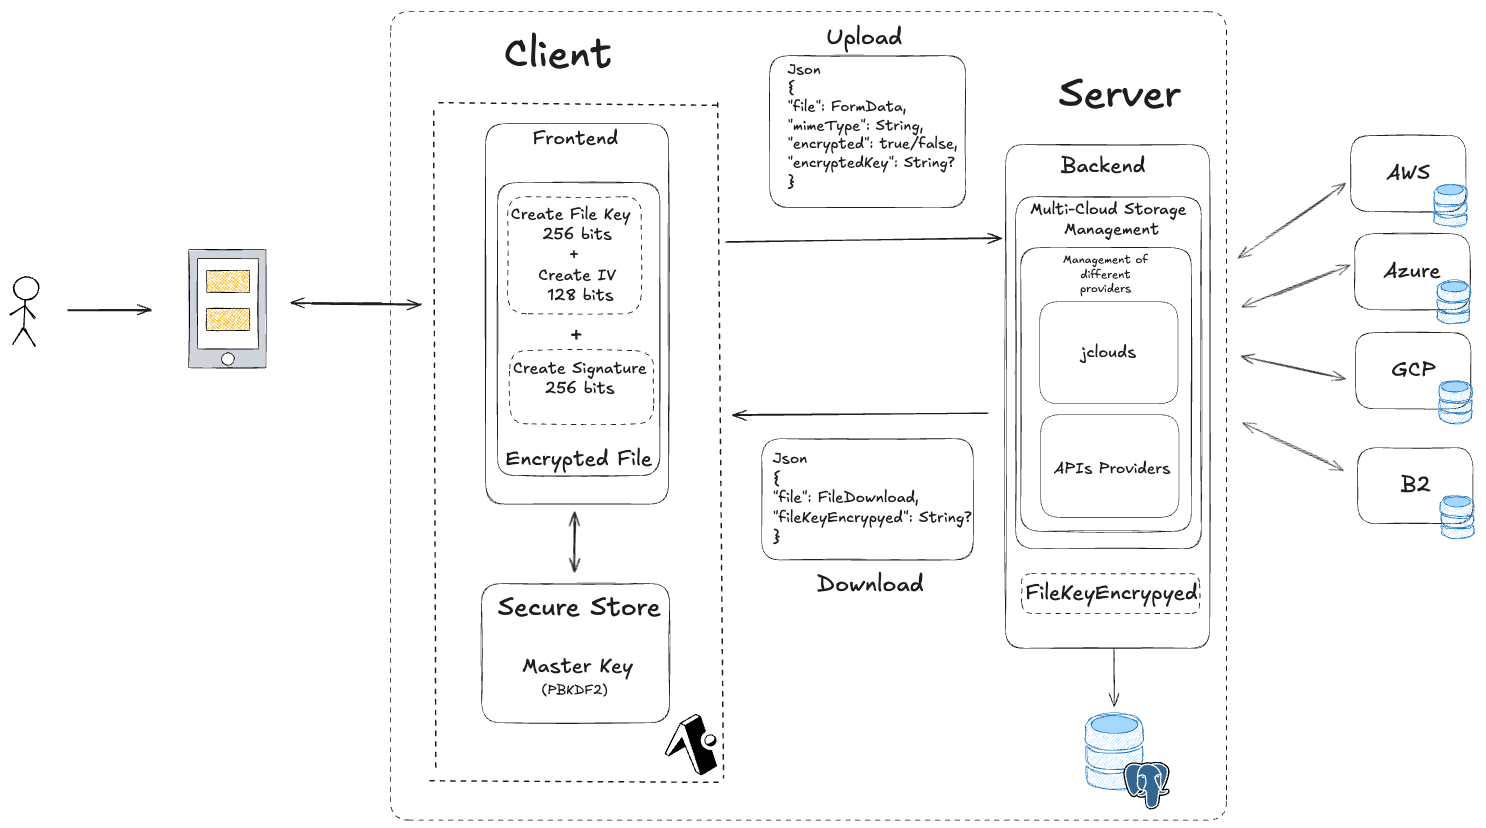 Client
Frontend
Create File Key
256 bits
+
Create IV
128 bits
+
Create Signature
256 bits
Encrypted File
Secure Store
Master Key
(PBKDF2)
Upload
Json
{
"file": FormData,
"mimeType": String,
"encrypted": true/false,
"encryptedKey": String?
}
Json
{
"file": FileDownload,
"fileKeyEncrypyed": String?
}
Download
Server
Backend
Multi-Cloud Storage
Management
Management of
different
providers
jclouds
APIs Providers
FileKeyEncrypyed
AWS
Azure
GCP
B2